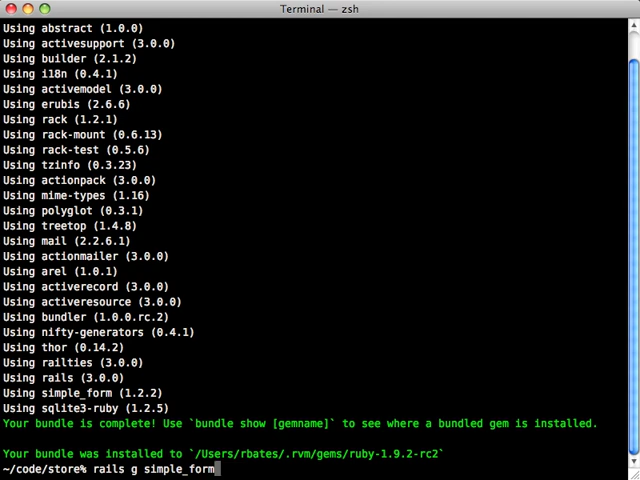 Terminal — zsh
Using abstract (1.0.0)
Using activesupport (3.0.0)
Using builder (2.1.2)
Using i18n (0.4.1)
Using activemodel (3.0.0)
Using erubis (2.6.6)
Using rack (1.2.1)
Using rack-mount (0.6.13)
Using rack-test (0.5.6)
Using tzinfo (0.3.23)
Using actionpack (3.0.0)
Using mime-types (1.16)
Using polyglot (0.3.1)
Using treetop (1.4.8)
Using mail (2.2.6.1)
Using actionmailer (3.0.0)
Using arel (1.0.1)
Using activerecord (3.0.0)
Using activeresource (3.0.0)
Using bundler (1.0.0.rc.2)
Using nifty-generators (0.4.1)
Using thor (0.14.2)
Using railties (3.0.0)
Using rails (3.0.0)
Using simple_form (1.2.2)
Using sqlite3-ruby (1.2.5)
Your bundle is complete! Use `bundle show [gemname]` to see where a bundled gem is installed.
Your bundle was installed to `/Users/rbates/.rvm/gems/ruby-1.9.2-rc2`
~/code/store% rails g simple_form